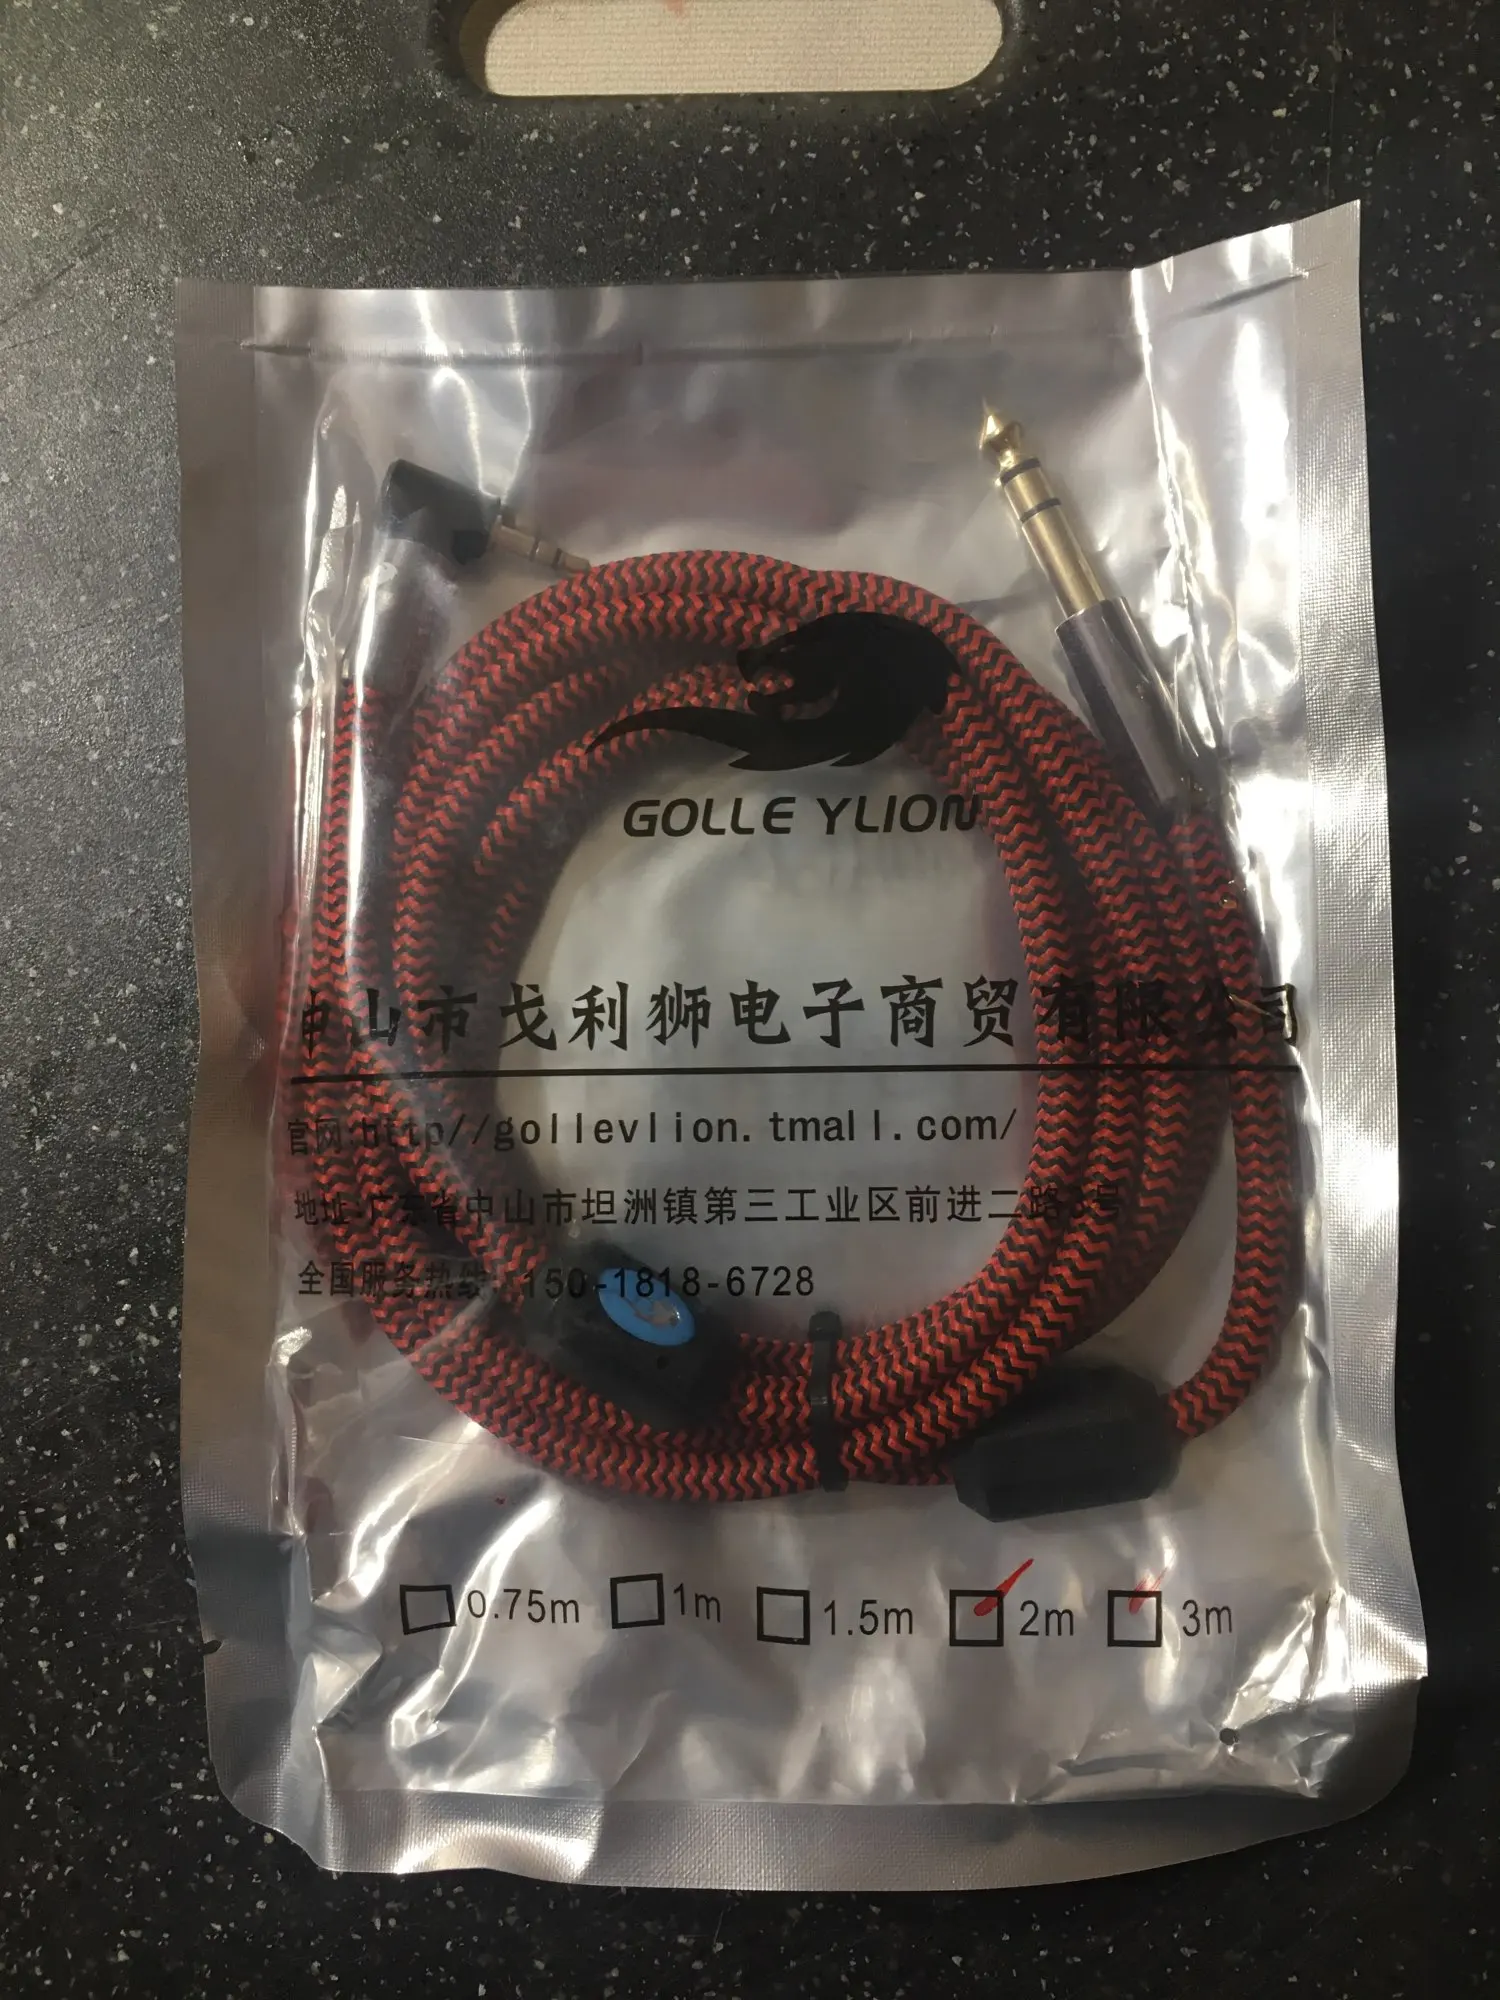 GOLLE YLION
中山市戈利狮电子商贸有限公司
官网:http//gollevlion.tmall.com/
地址:广东省中山市坦洲镇第三工业区前进二路3号
全国服务热线: 150-1818-6728
0.75m 1m 1.5m 2m 3m